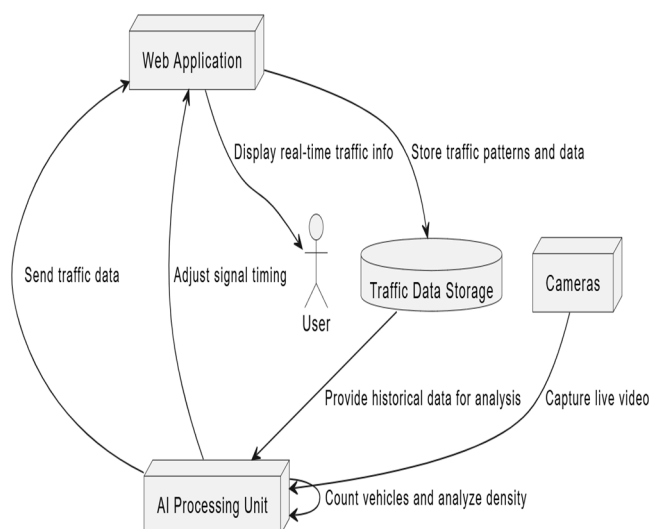 Web Application
Display real-time traffic info
Store traffic patterns and data
Send traffic data
Adjust signal timing
User
Traffic Data Storage
Cameras
Provide historical data for analysis
Capture live video
AI Processing Unit
Count vehicles and analyze density